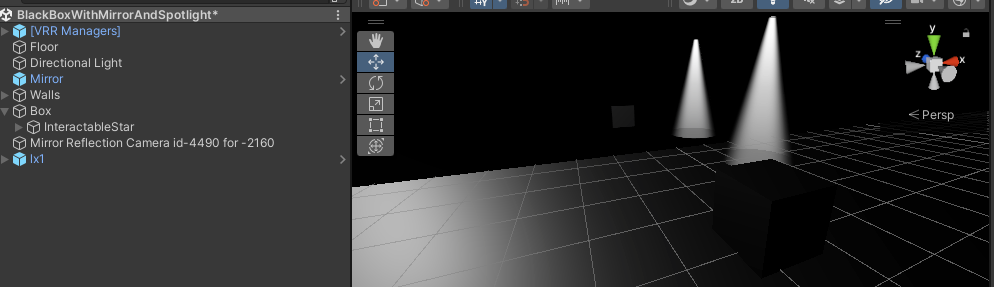 BlackBoxWithMirrorAndSpotlight*
[VRR Managers]
Floor
Directional Light
Mirror
Walls
Box
InteractableStar
Mirror Reflection Camera id-4490 for -2160
lx1
2D
y
z
x
Persp